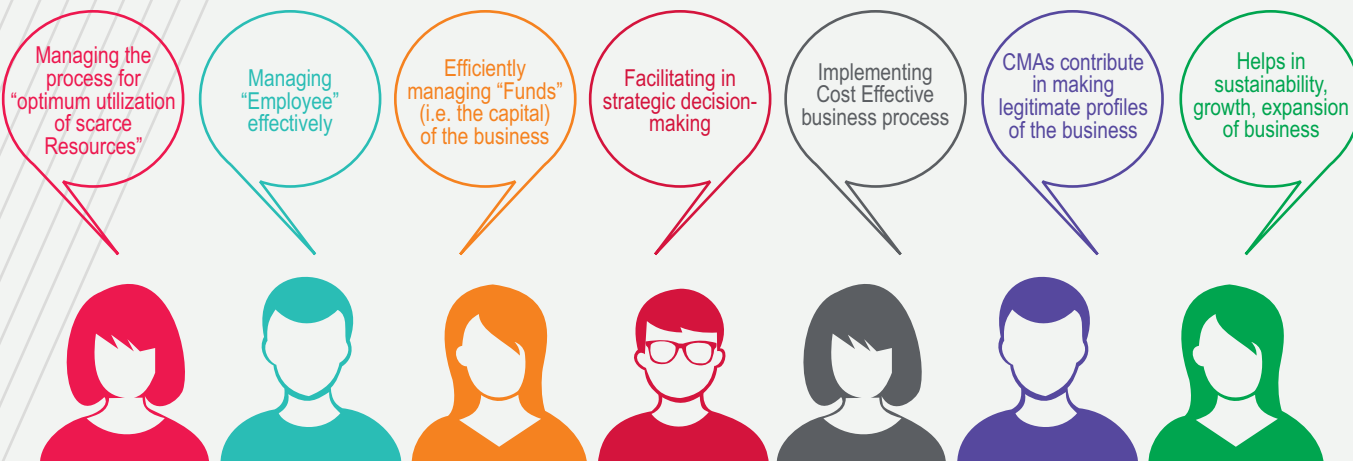 Managing the
process for
“optimum utilization
of scarce
Resources”
Managing
“Employee”
effectively
Efficiently
managing “Funds”
(i.e. the capital)
of the business
Facilitating in
strategic decision-
making
Implementing
Cost Effective
business process
CMAs contribute
in making
legitimate profiles
of the business
Helps in
sustainability,
growth, expansion
of business